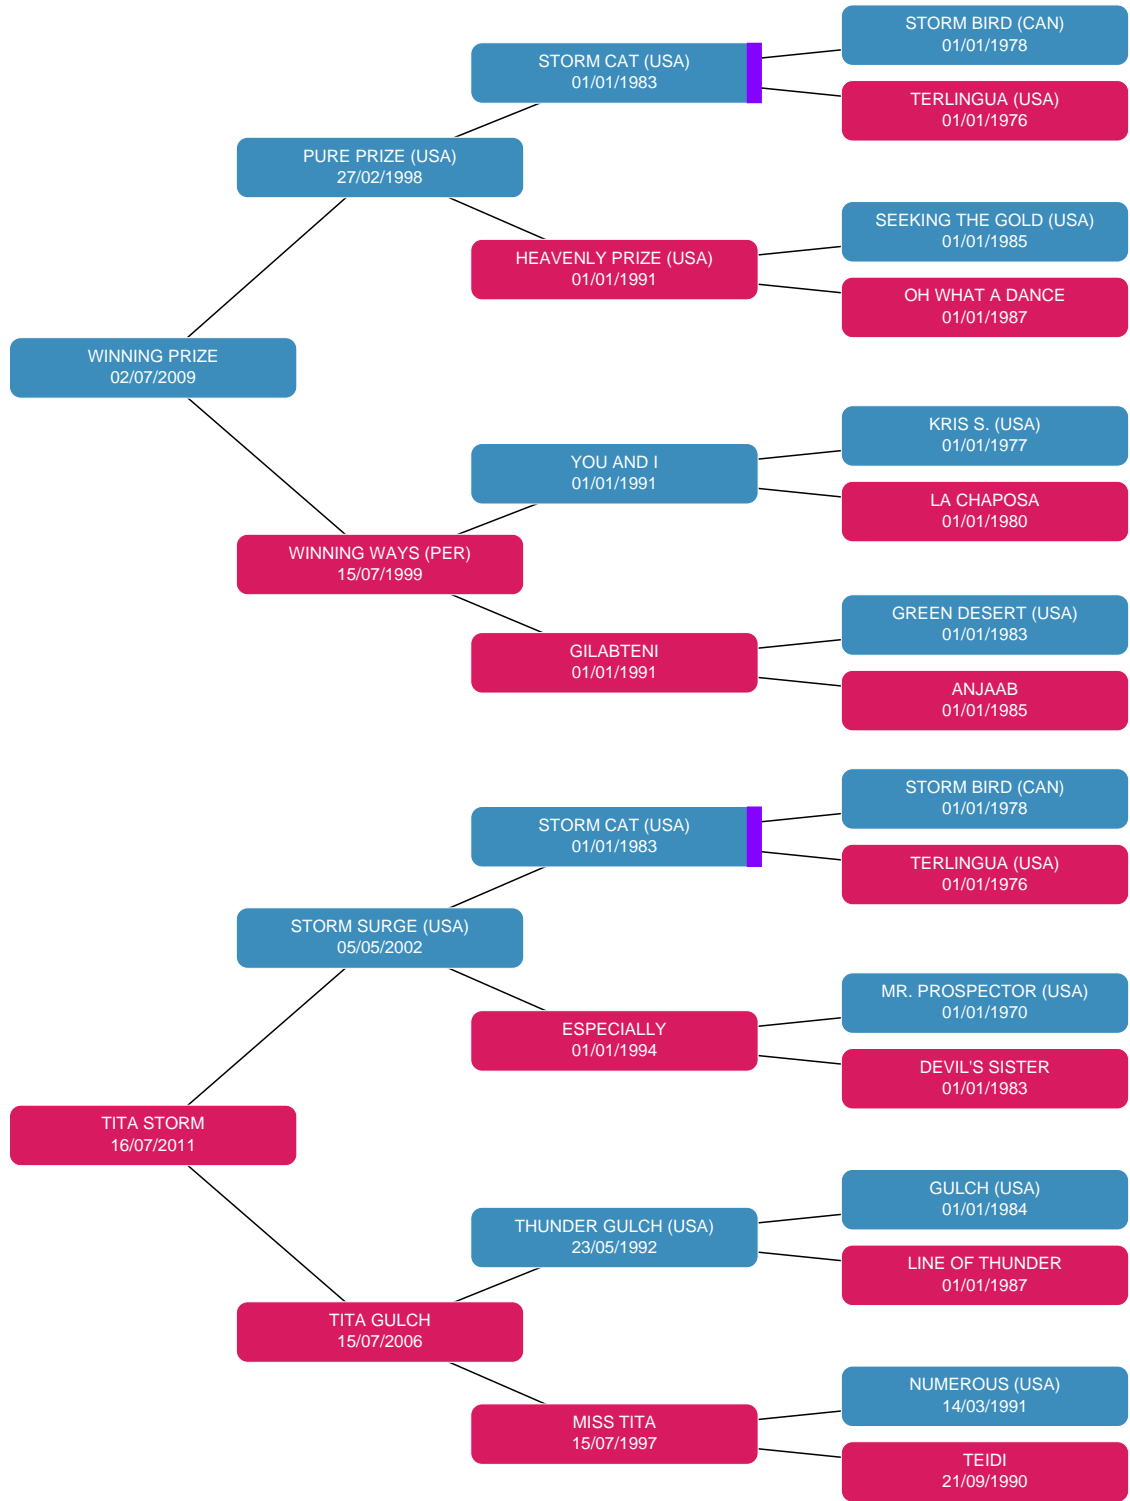 STORM BIRD (CAN)
01/01/1978
STORM CAT (USA)
01/01/1983
TERLINGUA (USA)
01/01/1976
PURE PRIZE (USA)
27/02/1998
SEEKING THE GOLD (USA)
01/01/1985
HEAVENLY PRIZE (USA)
01/01/1991
OH WHAT A DANCE
01/01/1987
WINNING PRIZE
02/07/2009
KRIS S. (USA)
01/01/1977
YOU AND I
01/01/1991
LA CHAPOSA
01/01/1980
WINNING WAYS (PER)
15/07/1999
GREEN DESERT (USA)
01/01/1983
GILABTENI
01/01/1991
ANJAAB
01/01/1985
STORM BIRD (CAN)
01/01/1978
STORM CAT (USA)
01/01/1983
TERLINGUA (USA)
01/01/1976
STORM SURGE (USA)
05/05/2002
MR. PROSPECTOR (USA)
01/01/1970
ESPECIALLY
01/01/1994
DEVIL'S SISTER
01/01/1983
TITA STORM
16/07/2011
GULCH (USA)
01/01/1984
THUNDER GULCH (USA)
23/05/1992
LINE OF THUNDER
01/01/1987
TITA GULCH
15/07/2006
NUMEROUS (USA)
14/03/1991
MISS TITA
15/07/1997
TEIDI
21/09/1990